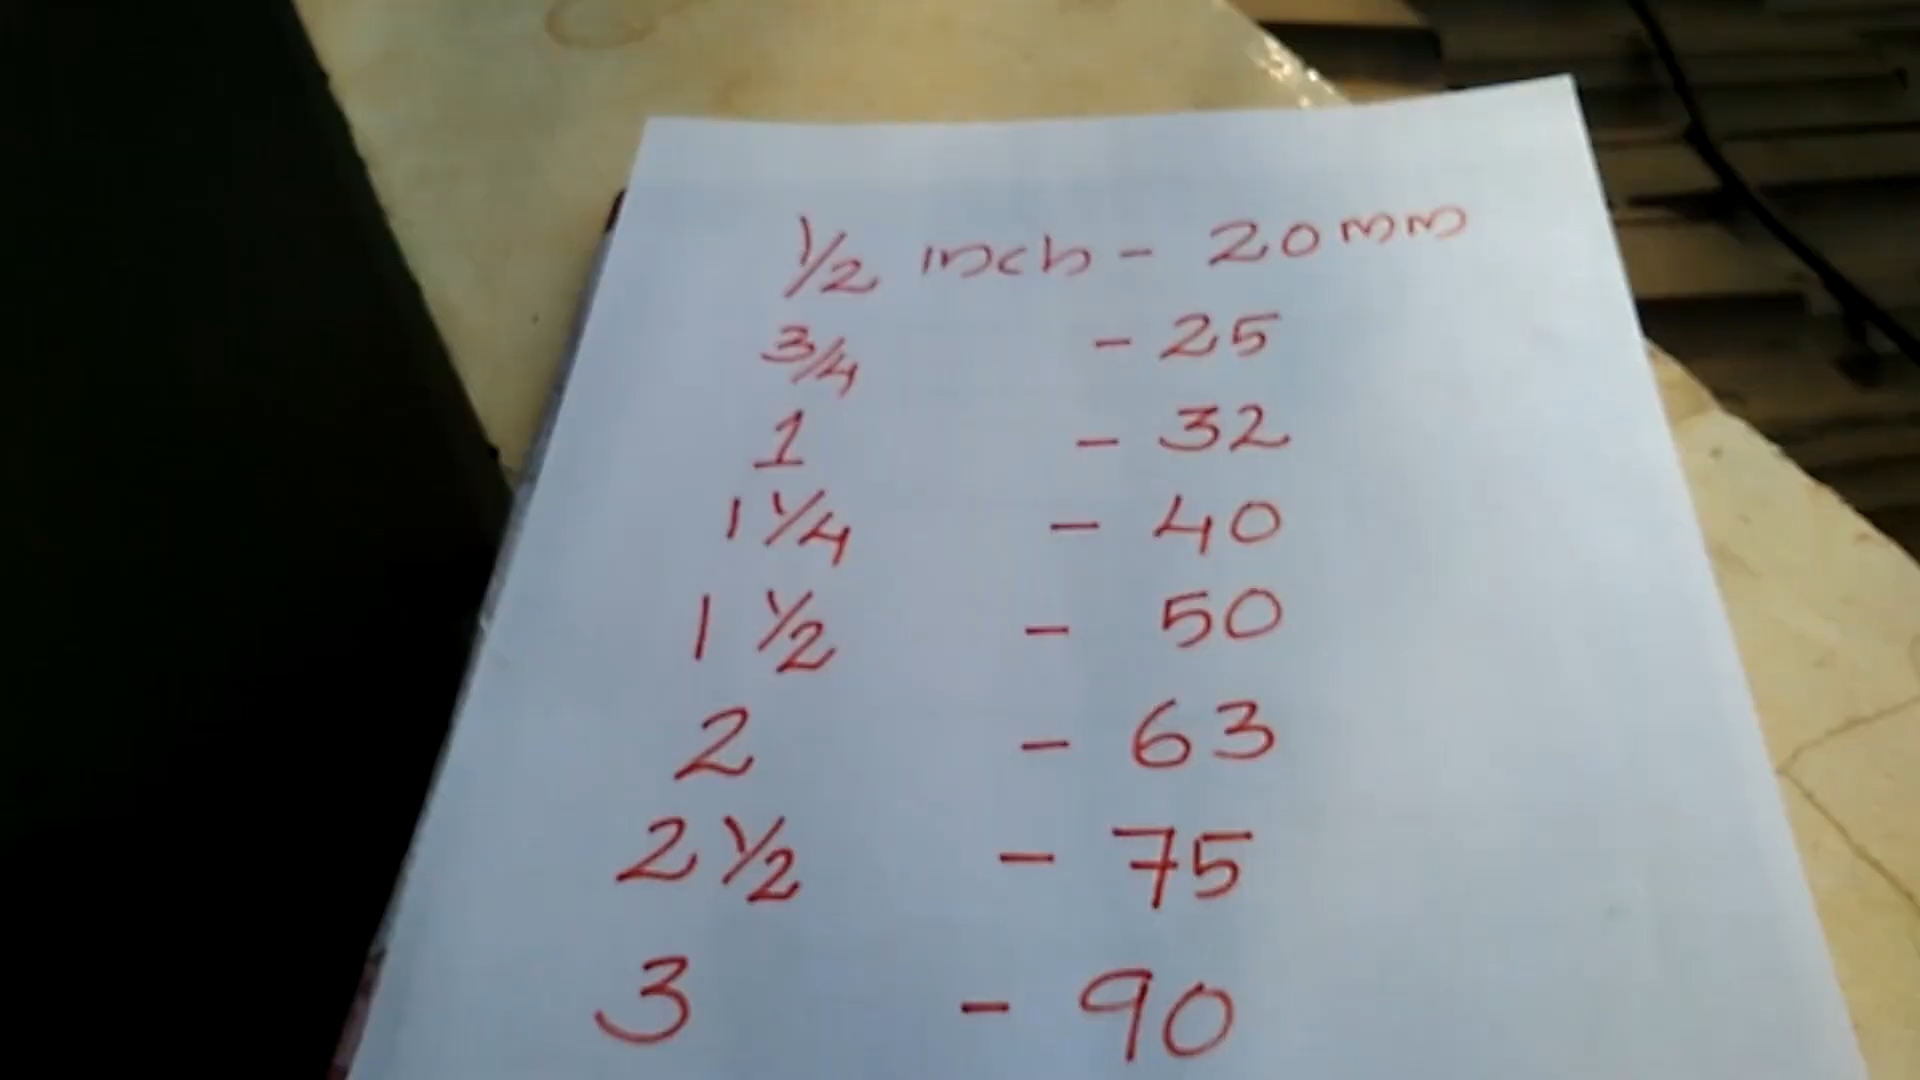 1/2 inch - 20mm
3/4 - 25
1 - 32
1 1/4 - 40
1 1/2 - 50
2 - 63
2 1/2 - 75
3 - 90